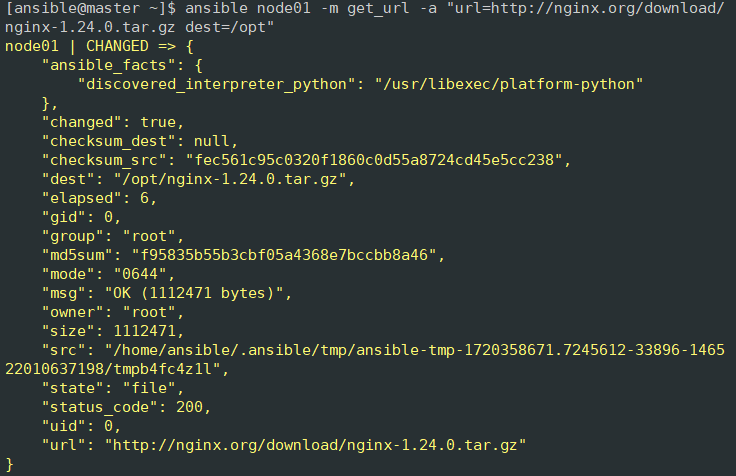 [ansible@master ~]$ ansible node01 -m get_url -a "url=http://nginx.org/download/
nginx-1.24.0.tar.gz dest=/opt"
node01 | CHANGED => {
    "ansible_facts": {
        "discovered_interpreter_python": "/usr/libexec/platform-python"
    },
    "changed": true,
    "checksum_dest": null,
    "checksum_src": "fec561c95c0320f1860c0d55a8724cd45e5cc238",
    "dest": "/opt/nginx-1.24.0.tar.gz",
    "elapsed": 6,
    "gid": 0,
    "group": "root",
    "md5sum": "f95835b55b3cbf05a4368e7bccbb8a46",
    "mode": "0644",
    "msg": "OK (1112471 bytes)",
    "owner": "root",
    "size": 1112471,
    "src": "/home/ansible/.ansible/tmp/ansible-tmp-1720358671.7245612-33896-1465
22010637198/tmpb4fc4z1l",
    "state": "file",
    "status_code": 200,
    "uid": 0,
    "url": "http://nginx.org/download/nginx-1.24.0.tar.gz"
}